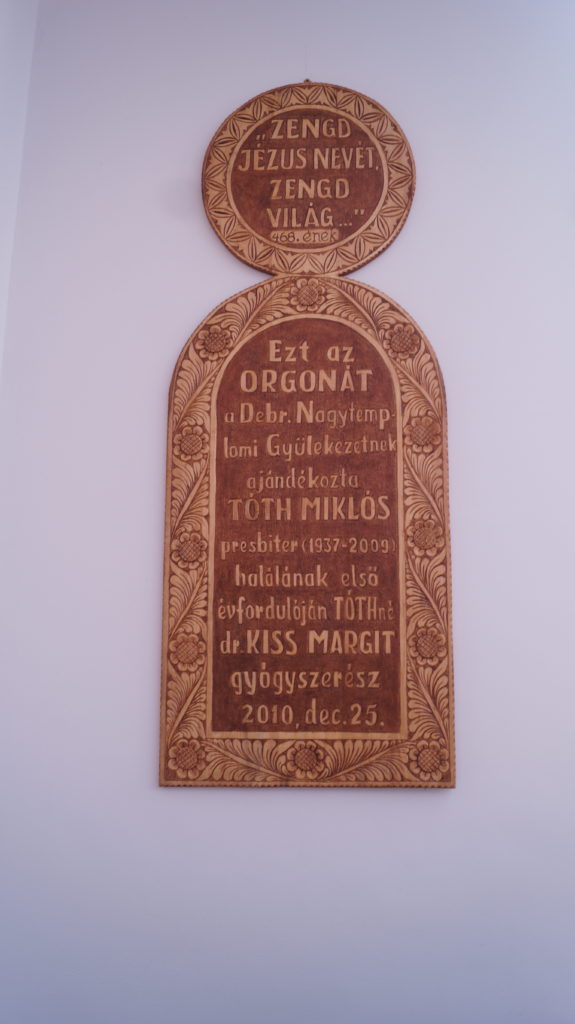 „ZENGD
JÉZUS NEVÉT,
ZENGD
VILÁG..."
468. ének
Ezt az
ORGONÁT
a Debr. Nagytemp-
lomi Gyülekezetnek
ajándékozta
TÓTH MIKLÓS
presbiter (1937-2009)
halálának első
évfordulóján TÓTHné
dr. KISS MARGIT
gyógyszerész
2010, dec. 25.